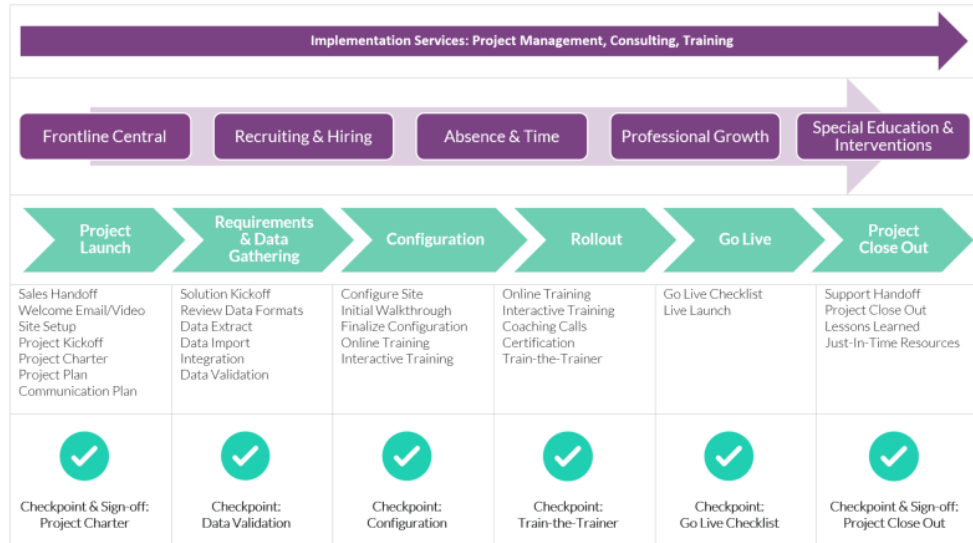 Implementation Services: Project Management, Consulting, Training
Frontline Central
Recruiting & Hiring
Absence & Time
Professional Growth
Special Education &
Interventions
Project
Launch
Requirements
& Data
Gathering
Configuration
Rollout
Go Live
Project
Close Out
Sales Handoff
Welcome Email/Video
Site Setup
Project Kickoff
Project Charter
Project Plan
Communication Plan
Solution Kickoff
Review Data Formats
Data Extract
Data Import
Integration
Data Validation
Configure Site
Initial Walkthrough
Finalize Configuration
Online Training
Interactive Training
Online Training
Interactive Training
Coaching Calls
Certification
Train-the-Trainer
Go Live Checklist
Live Launch
Support Handoff
Project Close Out
Lessons Learned
Just-In-Time Resources
Checkpoint & Sign-off:
Project Charter
Checkpoint:
Data Validation
Checkpoint:
Configuration
Checkpoint:
Train-the-Trainer
Checkpoint:
Go Live Checklist
Checkpoint & Sign-off:
Project Close Out